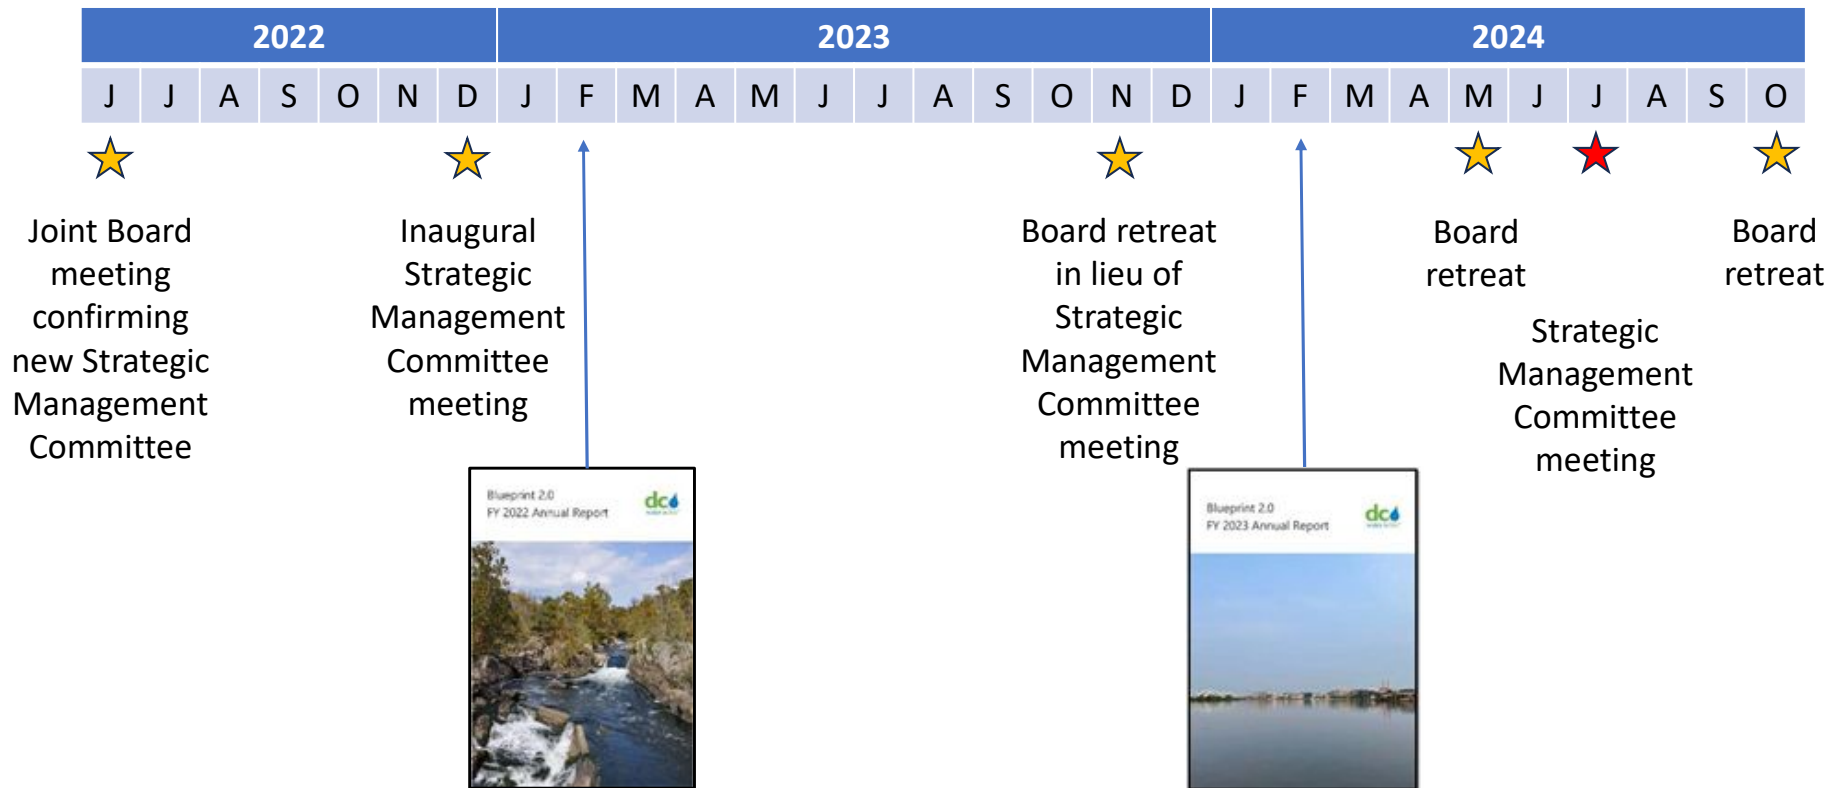 2022 2023 2024
J J A S O N D J F M A M J J A S O N D J F M A M J J A S O
Joint Board
meeting
confirming
new Strategic
Management
Committee
Inaugural
Strategic
Management
Committee
meeting
Board retreat
in lieu of
Strategic
Management
Committee
meeting
Board
retreat
Strategic
Management
Committee
meeting
Board
retreat
Blueprint 2.0
FY 2022 Annual Report
dc
Blueprint 2.0
FY 2023 Annual Report
dc